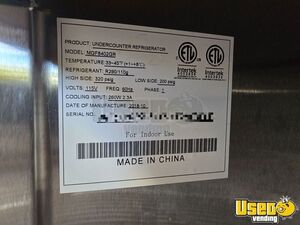 PRODUCT: UNDERCOUNTER REFRIGERATOR
MODEL: MGF8402GR
TEMPERATURE: 33~45°F(+1~+8°C)
REFRIGERANT: R290/110g
HIGH SIDE: 320 psig LOW SIDE: 200 psig
VOLTS: 115V FREQ: 60Hz PHASE: 1
COOLING INPUT: 260W 2.3A
DATE OF MANUFACTURE: 2018-10
SERIAL NO.:
For Indoor Use
MADE IN CHINA
ETL
ETL
Used
vending